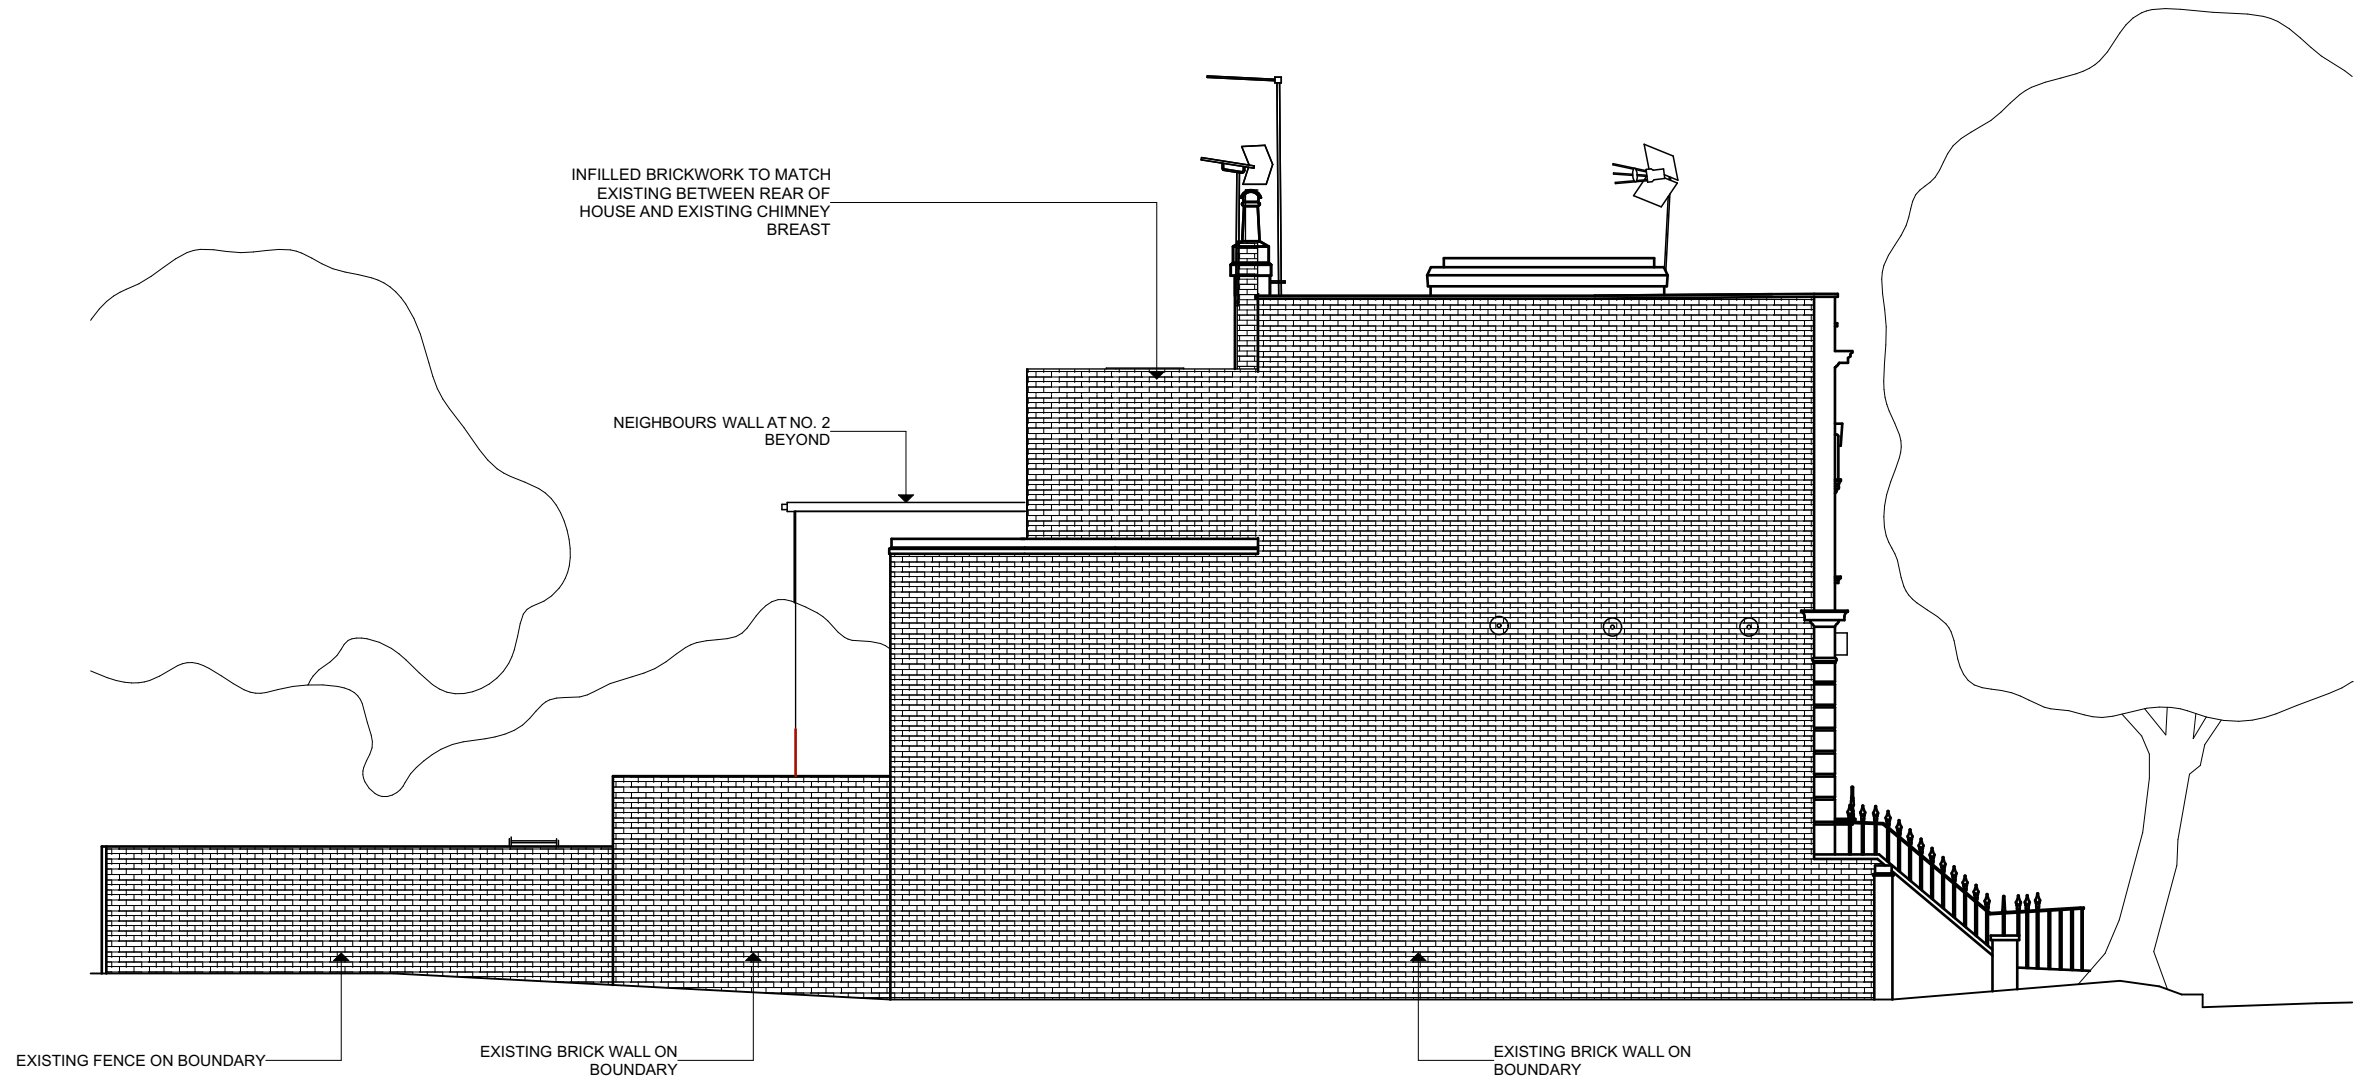 INFILLED BRICKWORK TO MATCH
EXISTING BETWEEN REAR OF
HOUSE AND EXISTING CHIMNEY
BREAST
NEIGHBOURS WALL AT NO. 2
BEYOND
EXISTING FENCE ON BOUNDARY
EXISTING BRICK WALL ON
BOUNDARY
EXISTING BRICK WALL ON
BOUNDARY